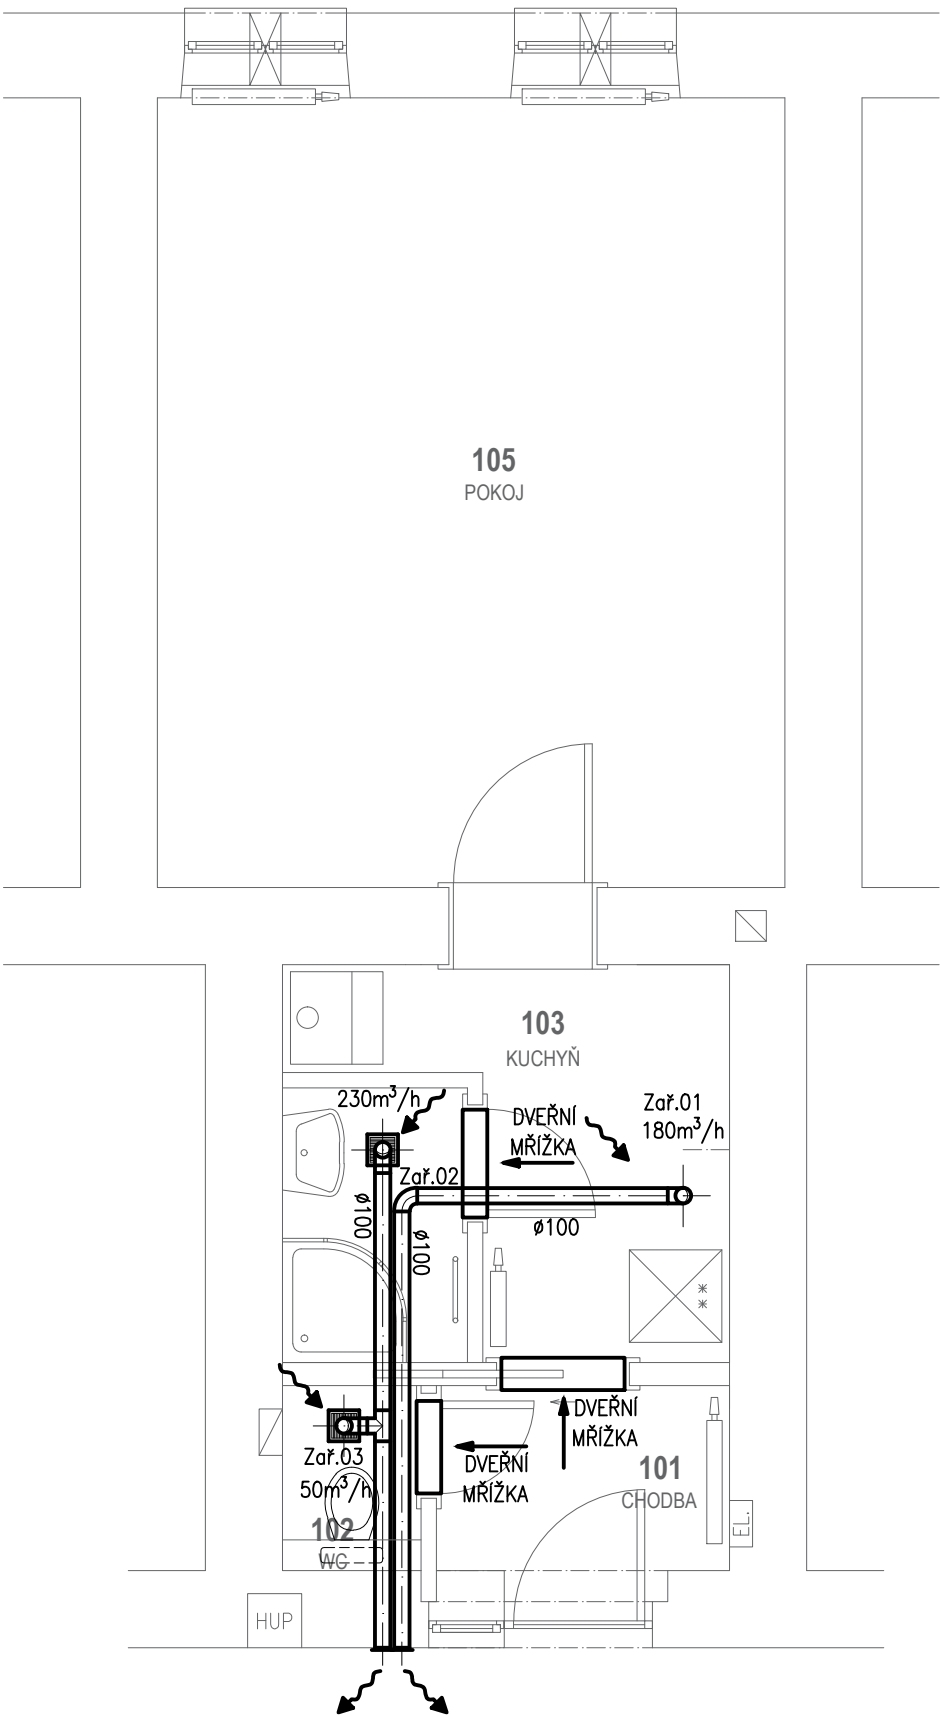 105
POKOJ
103
KUCHYŇ
230m³/h
DVEŘNÍ
MŘÍŽKA
Zař.01
180m³/h
Zař.02
ø100
ø100
ø100
DVEŘNÍ
MŘÍŽKA
Zař.03
50m³/h
DVEŘNÍ
MŘÍŽKA
101
CHODBA
102
WC
EL.
HUP